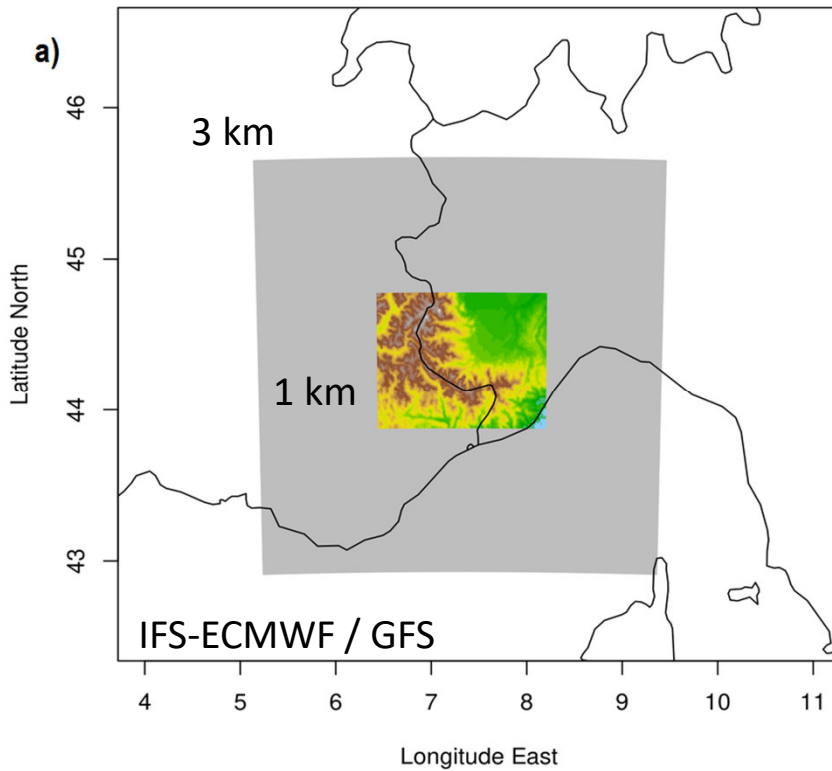 a)
46
3 km
45
Latitude North
1 km
44
43
IFS-ECMWF / GFS
4 5 6 7 8 9 10 11
Longitude East